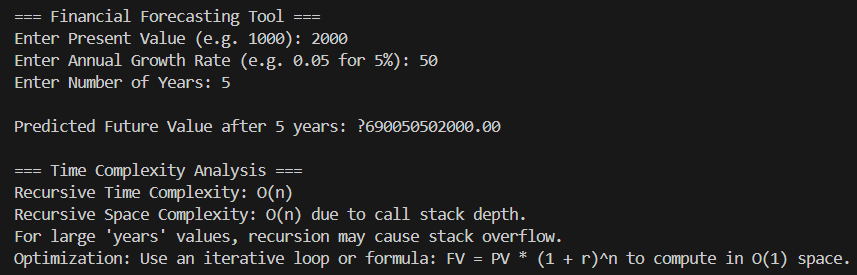 === Financial Forecasting Tool ===
Enter Present Value (e.g. 1000): 2000
Enter Annual Growth Rate (e.g. 0.05 for 5%): 50
Enter Number of Years: 5
Predicted Future Value after 5 years: ?690050502000.00
=== Time Complexity Analysis ===
Recursive Time Complexity: O(n)
Recursive Space Complexity: O(n) due to call stack depth.
For large 'years' values, recursion may cause stack overflow.
Optimization: Use an iterative loop or formula: FV = PV * (1 + r)^n to compute in O(1) space.